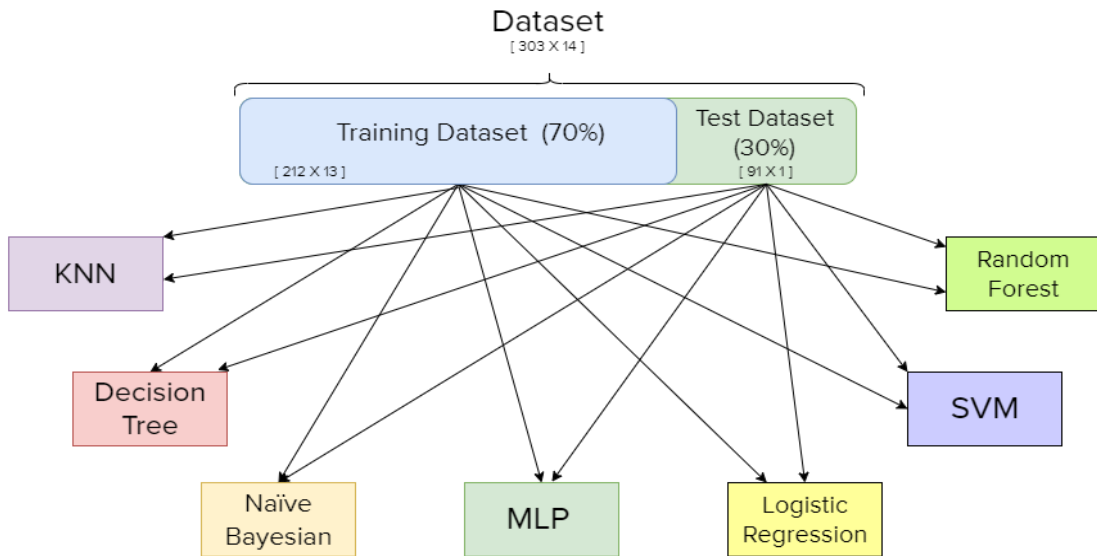 Dataset
[ 303 X 14 ]
Training Dataset (70%)
[ 212 X 13 ]
Test Dataset
(30%)
[ 91 X 1 ]
KNN
Random
Forest
Decision
Tree
SVM
Naïve
Bayesian
MLP
Logistic
Regression